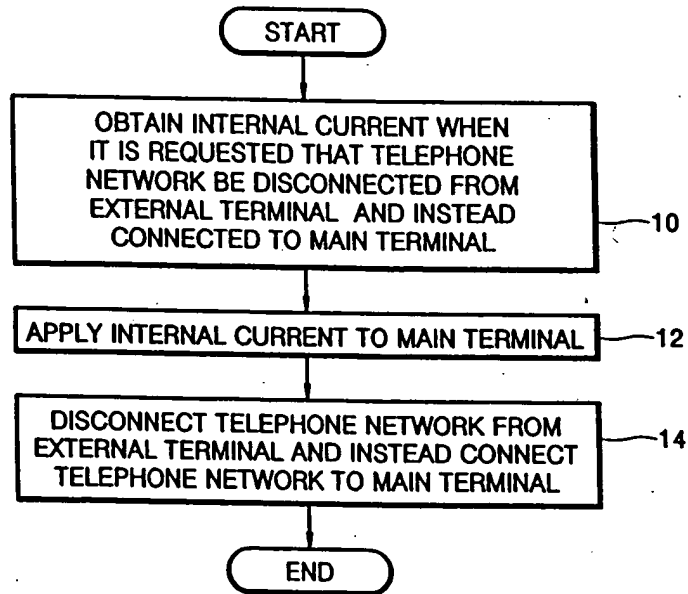 START
OBTAIN INTERNAL CURRENT WHEN
IT IS REQUESTED THAT TELEPHONE
NETWORK BE DISCONNECTED FROM
EXTERNAL TERMINAL AND INSTEAD
CONNECTED TO MAIN TERMINAL
10
APPLY INTERNAL CURRENT TO MAIN TERMINAL
12
DISCONNECT TELEPHONE NETWORK FROM
EXTERNAL TERMINAL AND INSTEAD CONNECT
TELEPHONE NETWORK TO MAIN TERMINAL
14
END